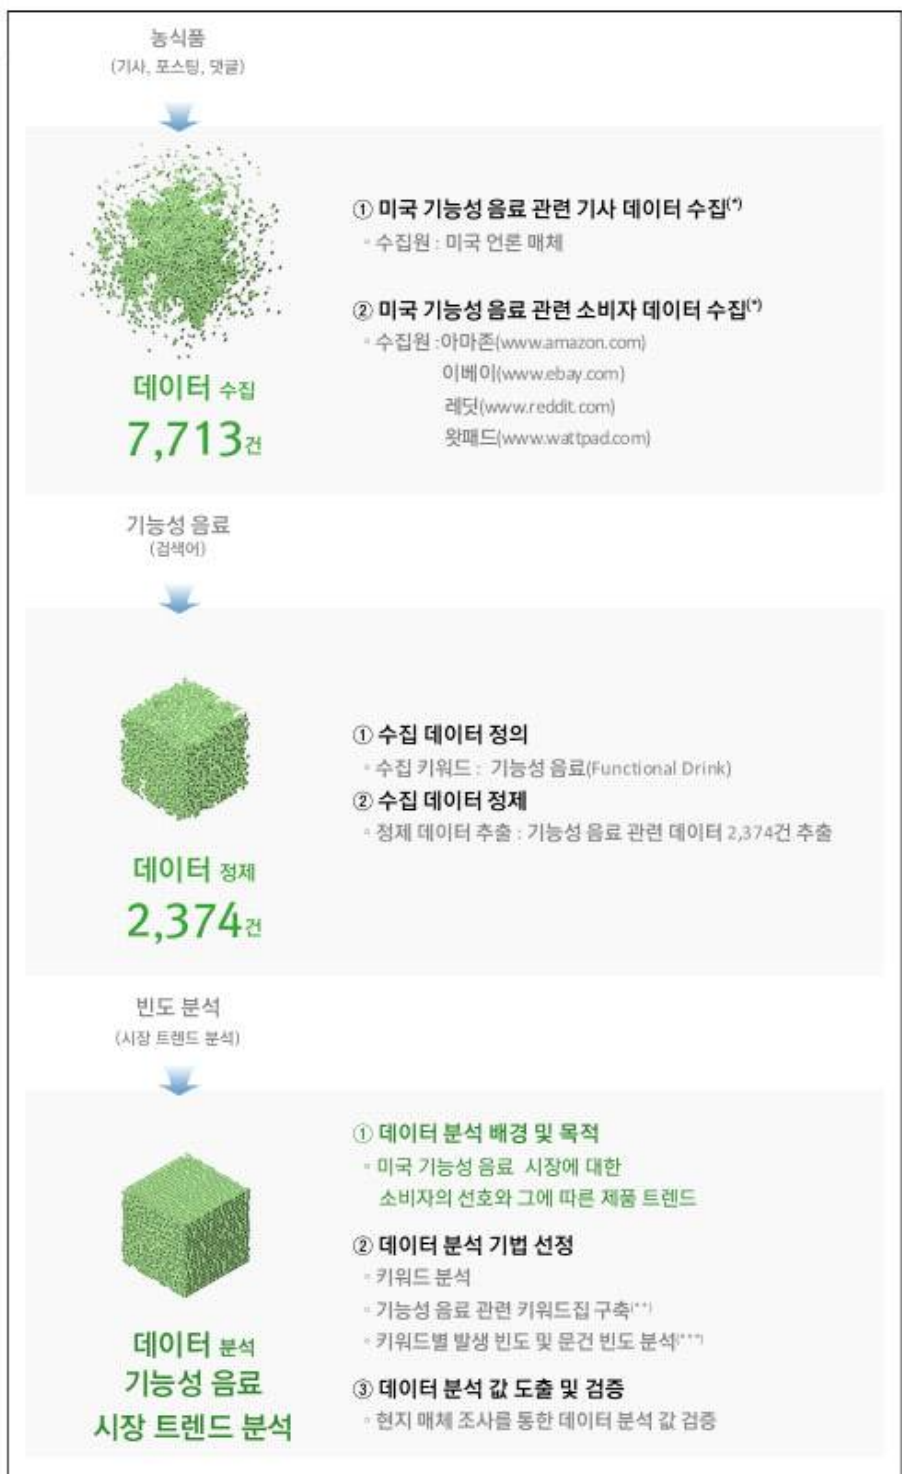 농식품
(기사, 포스팅, 댓글)
① 미국 기능성 음료 관련 기사 데이터 수집(*)
▫ 수집원 : 미국 언론 매체
② 미국 기능성 음료 관련 소비자 데이터 수집(*)
▫ 수집원 :아마존(www.amazon.com)
이베이(www.ebay.com)
레딧(www.reddit.com)
왓패드(www.wattpad.com)
데이터 수집
7,713건
기능성 음료
(검색어)
① 수집 데이터 정의
▫ 수집 키워드 : 기능성 음료(Functional Drink)
② 수집 데이터 정제
▫ 정제 데이터 추출 : 기능성 음료 관련 데이터 2,374건 추출
데이터 정제
2,374건
빈도 분석
(시장 트렌드 분석)
① 데이터 분석 배경 및 목적
▫ 미국 기능성 음료 시장에 대한
소비자의 선호와 그에 따른 제품 트렌드
② 데이터 분석 기법 선정
▫ 키워드 분석
▫ 기능성 음료 관련 키워드집 구축(**)
▫ 키워드별 발생 빈도 및 문건 빈도 분석(***)
③ 데이터 분석 값 도출 및 검증
▫ 현지 매체 조사를 통한 데이터 분석 값 검증
데이터 분석
기능성 음료
시장 트렌드 분석